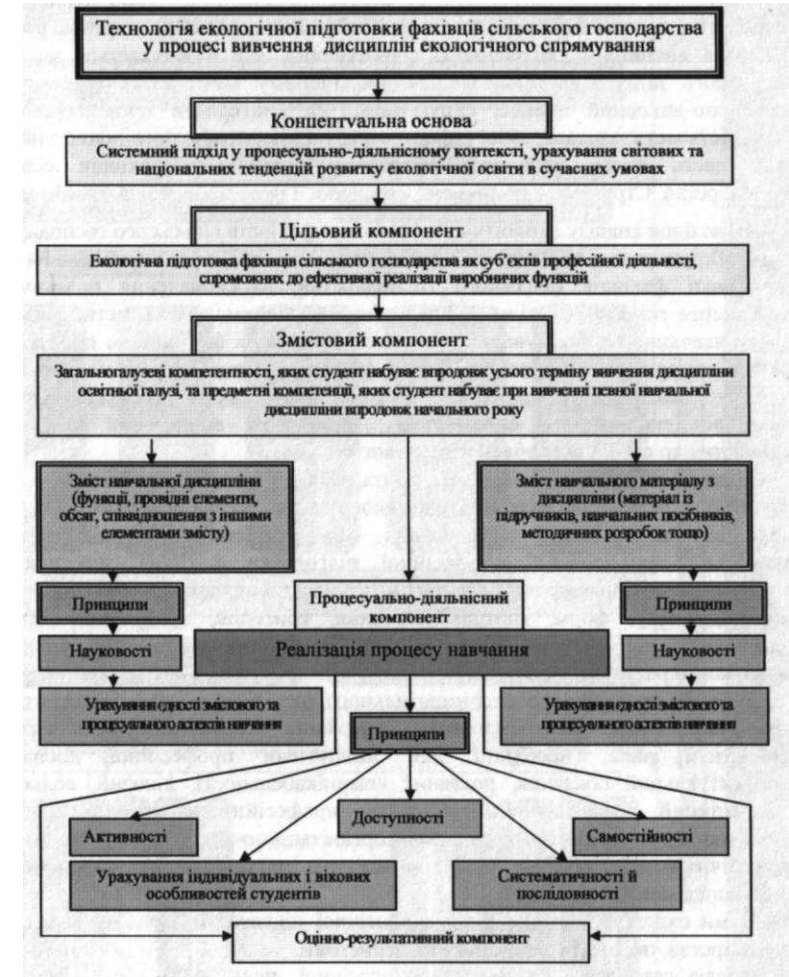 Технологія екологічної підготовки фахівців сільського господарства
у процесі вивчення дисциплін екологічного спрямування
Концептуальна основа
Системний підхід у процесуально-діяльнісному контексті, урахування світових та
національних тенденцій розвитку екологічної освіти в сучасних умовах
Цільовий компонент
Екологічна підготовка фахівців сільського господарства як суб’єктів професійної діяльності,
спроможних до ефективної реалізації виробничих функцій
Змістовий компонент
Загальногалузеві компетентності, яких студент набуває впродовж усього терміну вивчення дисципліни
освітньої галузі, та предметні компетенції, яких студент набуває при вивченні певної навчальної
дисципліни впродовж начального року
Зміст навчальної дисципліни
(функції, провідні елементи,
обсяг, співвідношення з іншими
елементами змісту)
Зміст навчального матеріалу з
дисципліни (матеріал із
підручників, навчальних посібників,
методичних розробок тощо)
Принципи
Процесуально-діяльнісний
компонент
Принципи
Науковості
Реалізація процесу навчання
Науковості
Урахування єдності змістового та
процесуального аспектів навчання
Урахування єдності змістового та
процесуального аспектів навчання
Принципи
Активності
Доступності
Самостійності
Урахування індивідуальних і вікових
особливостей студентів
Систематичності й
послідовності
Оцінно-результативний компонент